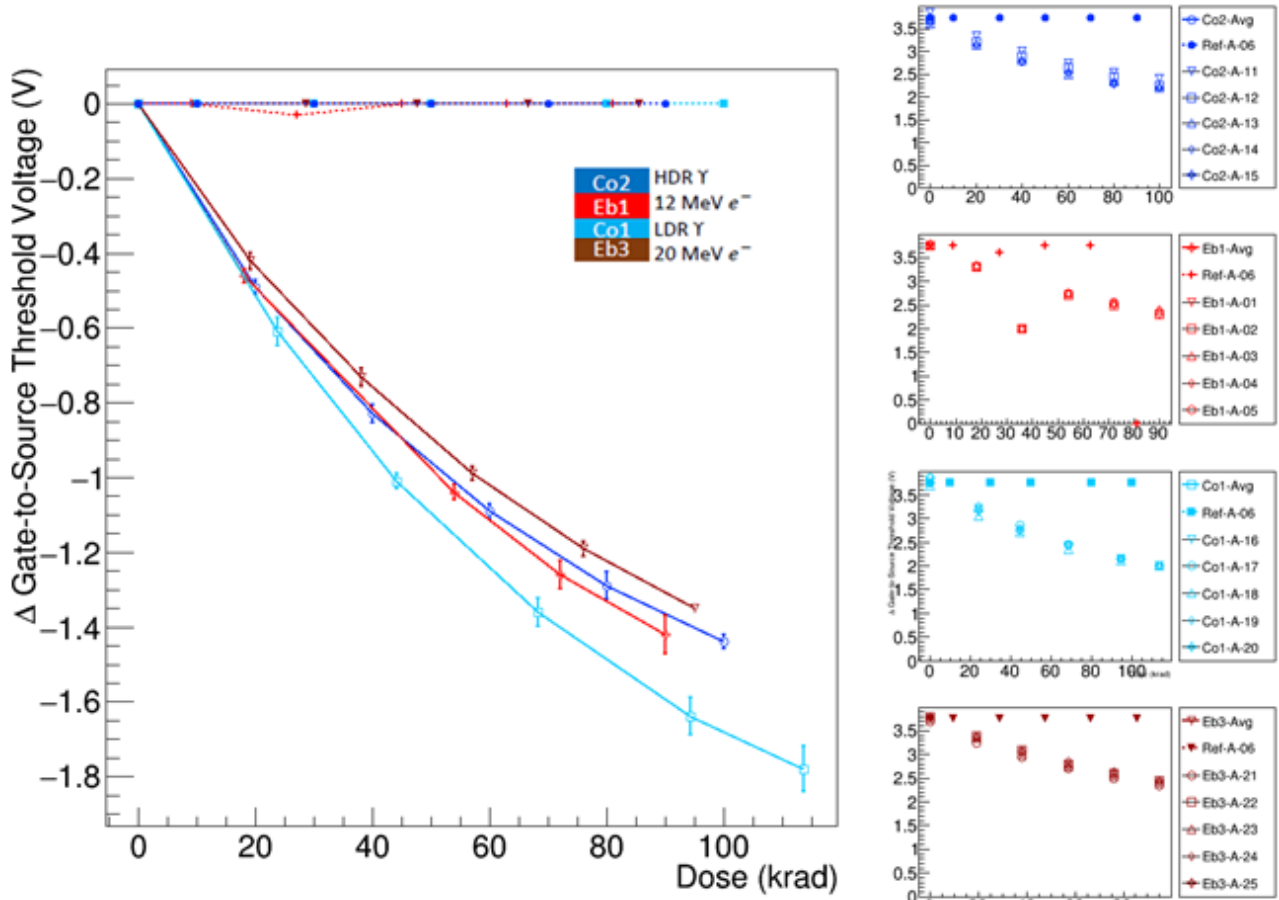 Δ Gate-to-Source Threshold Voltage (V)
0
−0.2
−0.4
−0.6
−0.8
−1
−1.2
−1.4
−1.6
−1.8
0 20 40 60 80 100
Dose (krad)
Co2 HDR ϒ
Eb1 12 MeV e−
Co1 LDR ϒ
Eb3 20 MeV e−
3.5
3
2.5
2
1.5
1
0.5
0
0 20 40 60 80 100
Co2-Avg
Ref-A-06
Co2-A-11
Co2-A-12
Co2-A-13
Co2-A-14
Co2-A-15
3.5
3
2.5
2
1.5
1
0.5
0
0 10 20 30 40 50 60 70 80 90
Eb1-Avg
Ref-A-06
Eb1-A-01
Eb1-A-02
Eb1-A-03
Eb1-A-04
Eb1-A-05
Δ Gate-to-Source Threshold Voltage (V)
3.5
3
2.5
2
1.5
1
0.5
0
0 20 40 60 80 100
(krad)
Co1-Avg
Ref-A-06
Co1-A-16
Co1-A-17
Co1-A-18
Co1-A-19
Co1-A-20
3.5
3
2.5
2
1.5
1
0.5
0
Eb3-Avg
Ref-A-06
Eb3-A-21
Eb3-A-22
Eb3-A-23
Eb3-A-24
Eb3-A-25